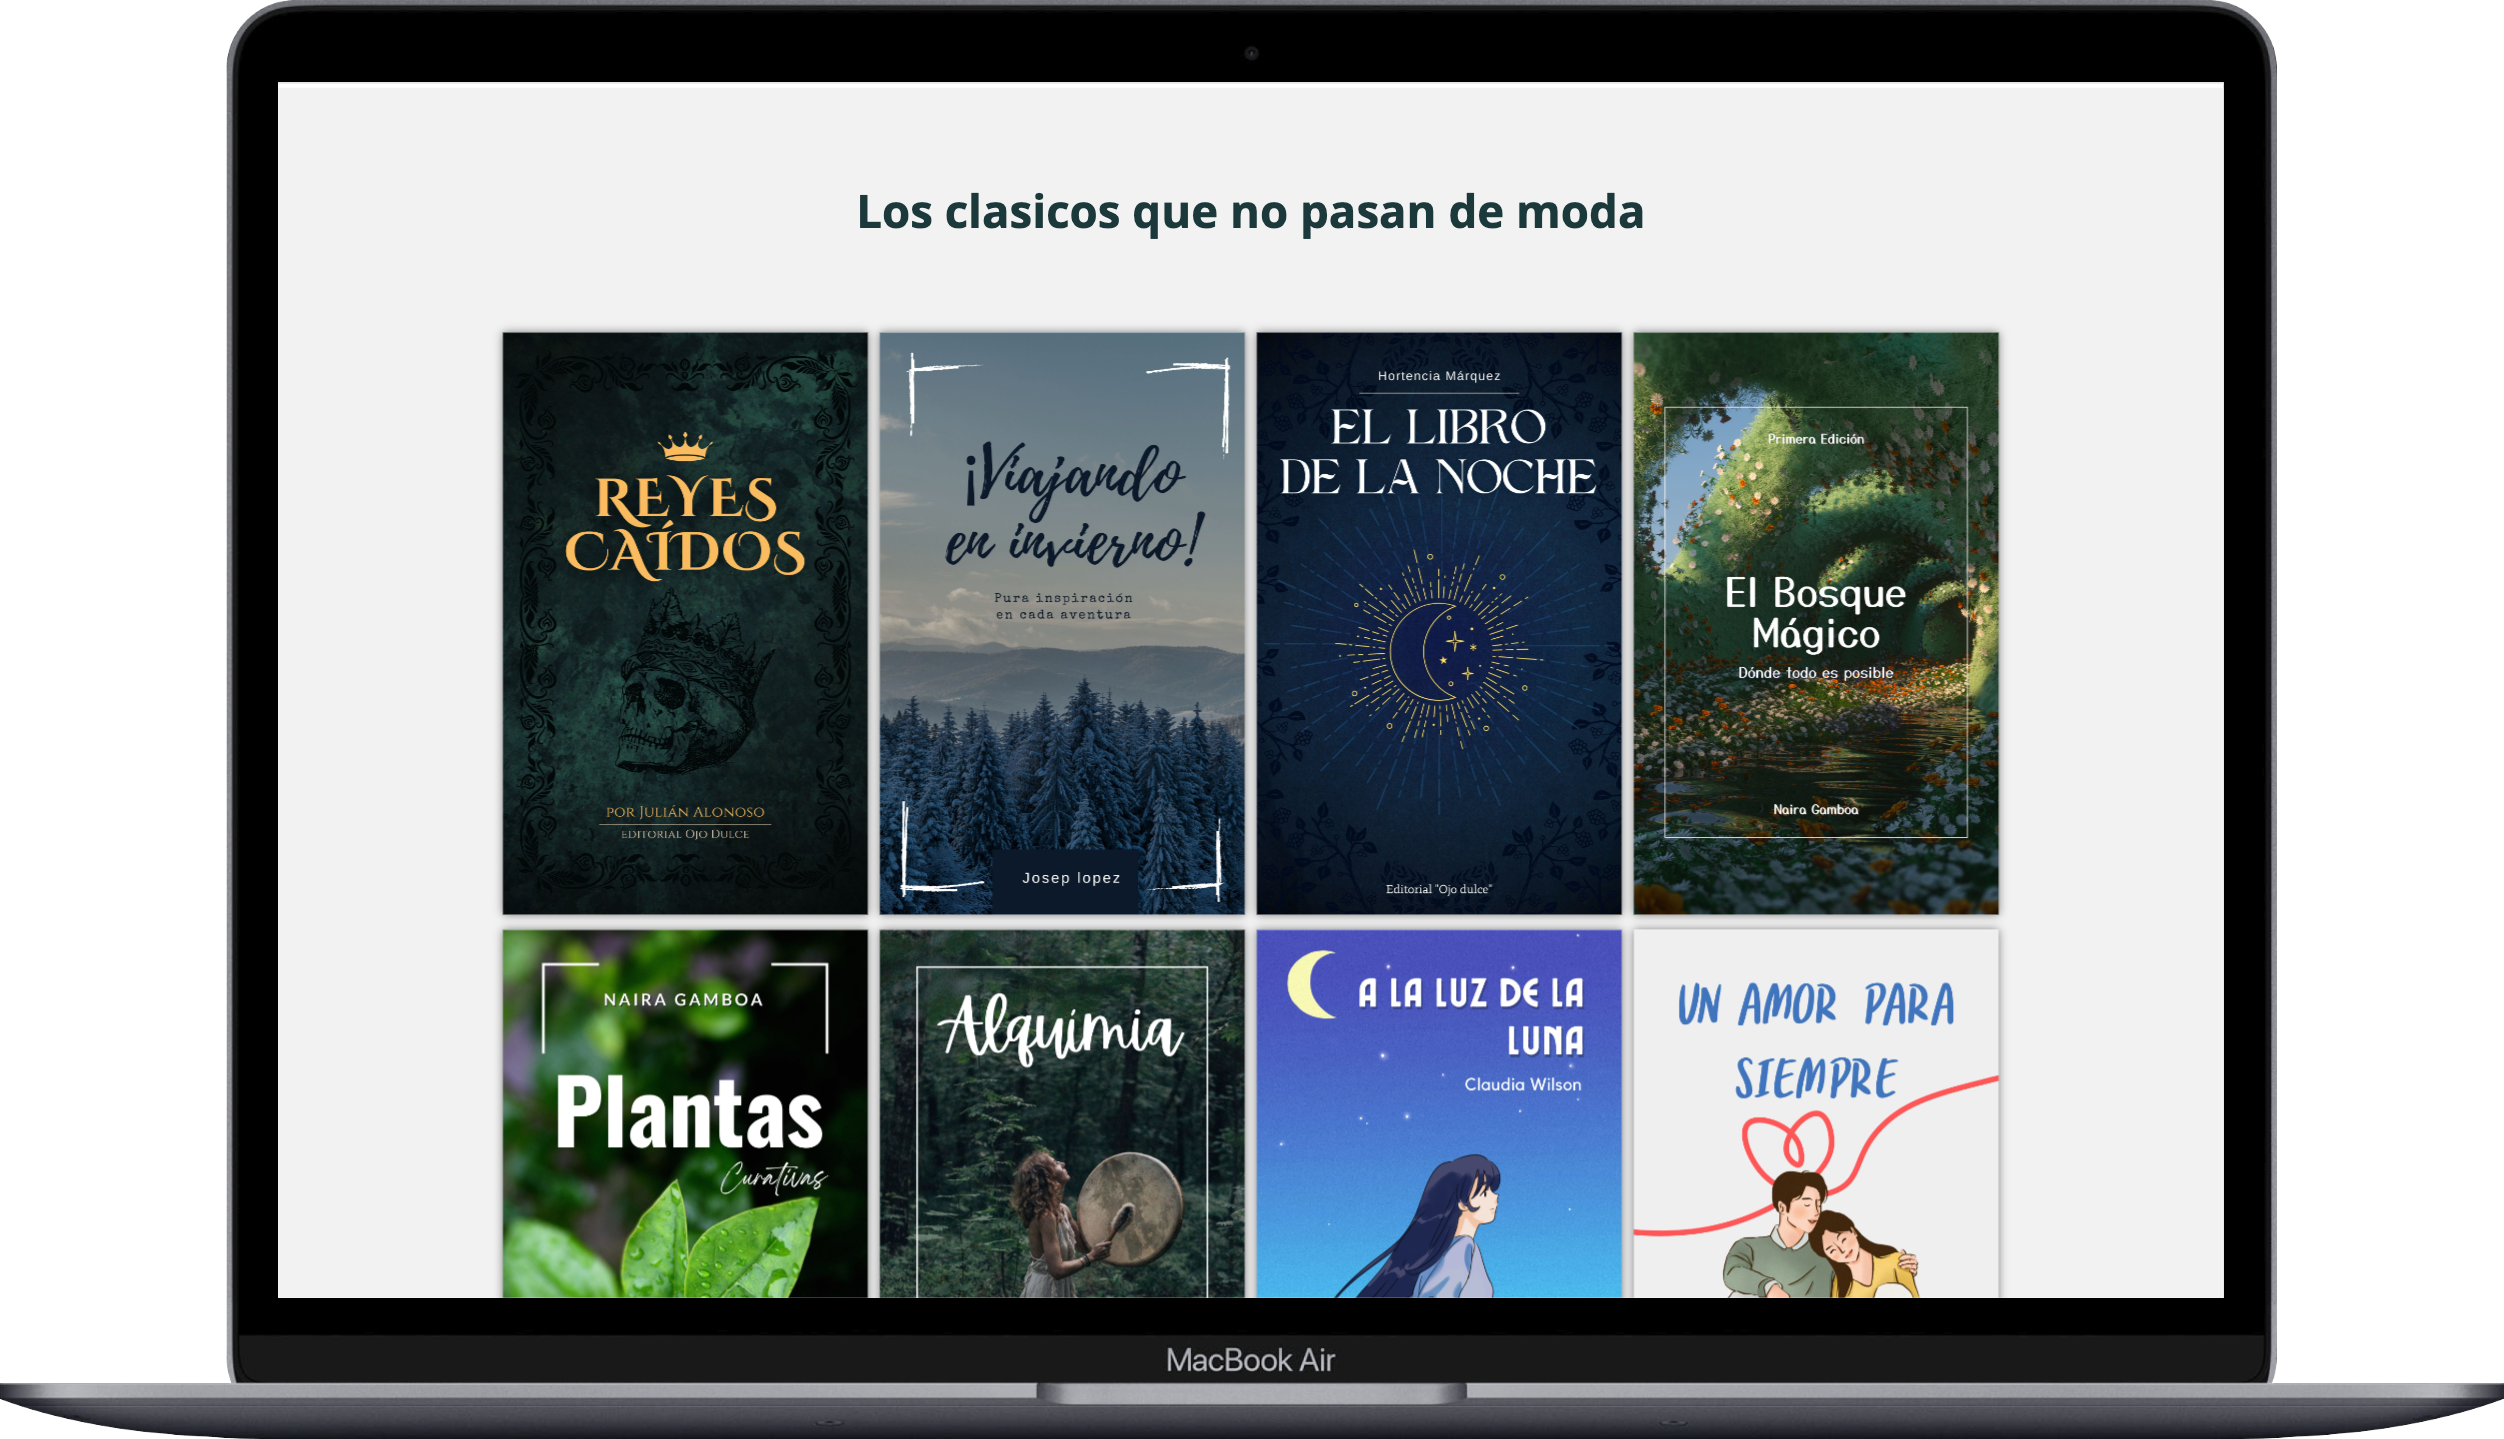 Los clasicos que no pasan de moda
REYES
CAÍDOS
POR JULIÁN ALONOSO
EDITORIAL OJO DULCE
¡Viajando
en invierno!
Pura inspiración
en cada aventura
Josep lopez
Hortencia Márquez
EL LIBRO
DE LA NOCHE
Editorial "Ojo dulce"
Primera Edición
El Bosque
Mágico
Dónde todo es posible
Naira Gamboa
NAIRA GAMBOA
Plantas
Curativas
Alquimia
A LA LUZ DE LA
LUNA
Claudia Wilson
UN AMOR PARA
SIEMPRE
MacBook Air